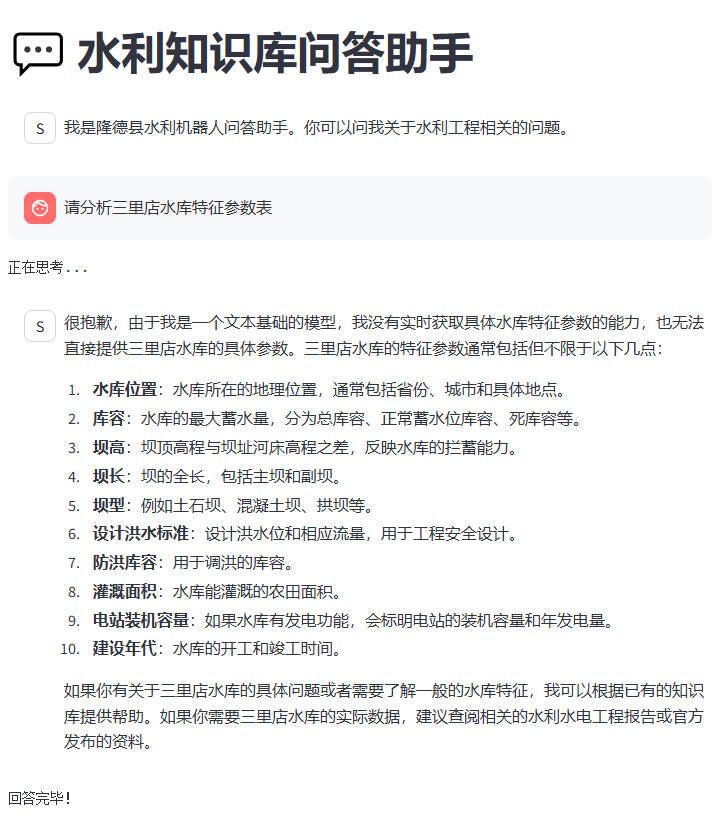 水利知识库问答助手
S
我是隆德县水利机器人问答助手。你可以问我关于水利工程相关的问题。
请分析三里店水库特征参数表
正在思考...
S
很抱歉，由于我是一个文本基础的模型，我没有实时获取具体水库特征参数的能力，也无法
直接提供三里店水库的具体参数。三里店水库的特征参数通常包括但不限于以下几点：
1. 水库位置：水库所在的地理位置，通常包括省份、城市和具体地点。
2. 库容：水库的最大蓄水量，分为总库容、正常蓄水位库容、死库容等。
3. 坝高：坝顶高程与坝址河床高程之差，反映水库的拦蓄能力。
4. 坝长：坝的全长，包括主坝和副坝。
5. 坝型：例如土石坝、混凝土坝、拱坝等。
6. 设计洪水标准：设计洪水位和相应流量，用于工程安全设计。
7. 防洪库容：用于调洪的库容。
8. 灌溉面积：水库能灌溉的农田面积。
9. 电站装机容量：如果水库有发电功能，会标明电站的装机容量和年发电量。
10. 建设年代：水库的开工和竣工时间。
如果你有关于三里店水库的具体问题或者需要了解一般的水库特征，我可以根据已有的知识
库提供帮助。如果你需要三里店水库的实际数据，建议查阅相关的水利水电工程报告或官方
发布的资料。
回答完毕!